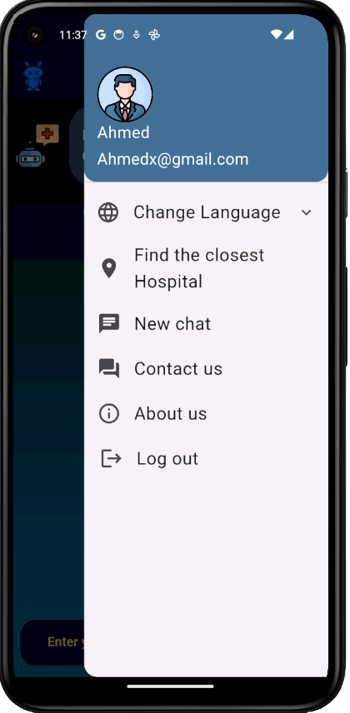 11:37
Ahmed
Ahmedx@gmail.com
Change Language
Find the closest
Hospital
New chat
Contact us
About us
Log out
Enter